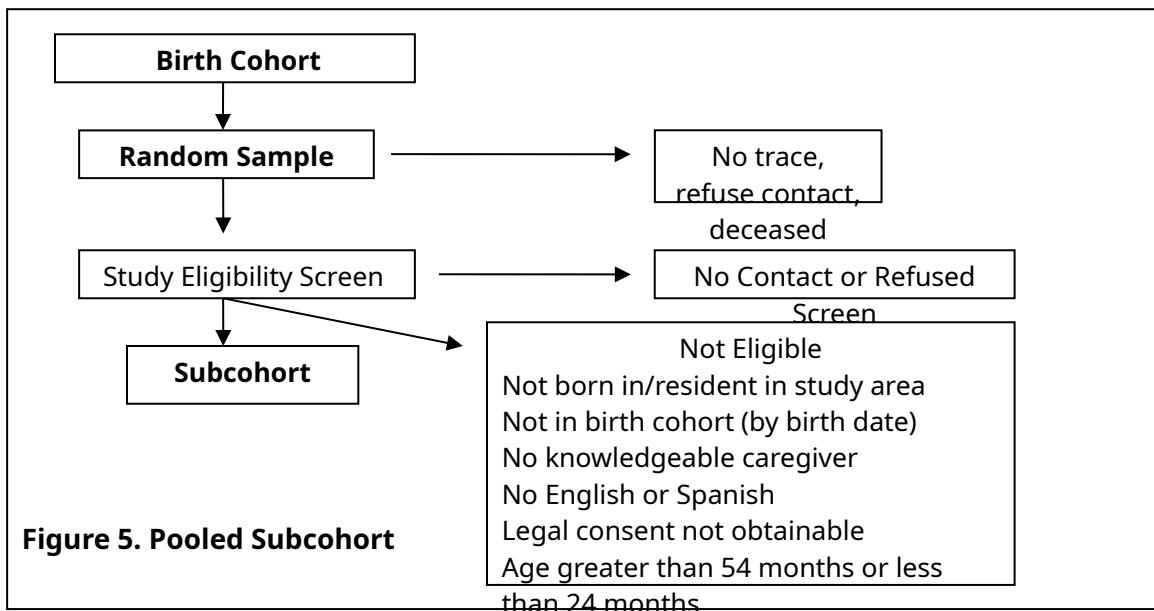 Birth Cohort
Random Sample
No trace,
refuse contact,
deceased
Study Eligibility Screen
No Contact or Refused
Screen
Subcohort
Not Eligible
Not born in/resident in study area
Not in birth cohort (by birth date)
No knowledgeable caregiver
No English or Spanish
Legal consent not obtainable
Age greater than 54 months or less
than 24 months
Figure 5. Pooled Subcohort